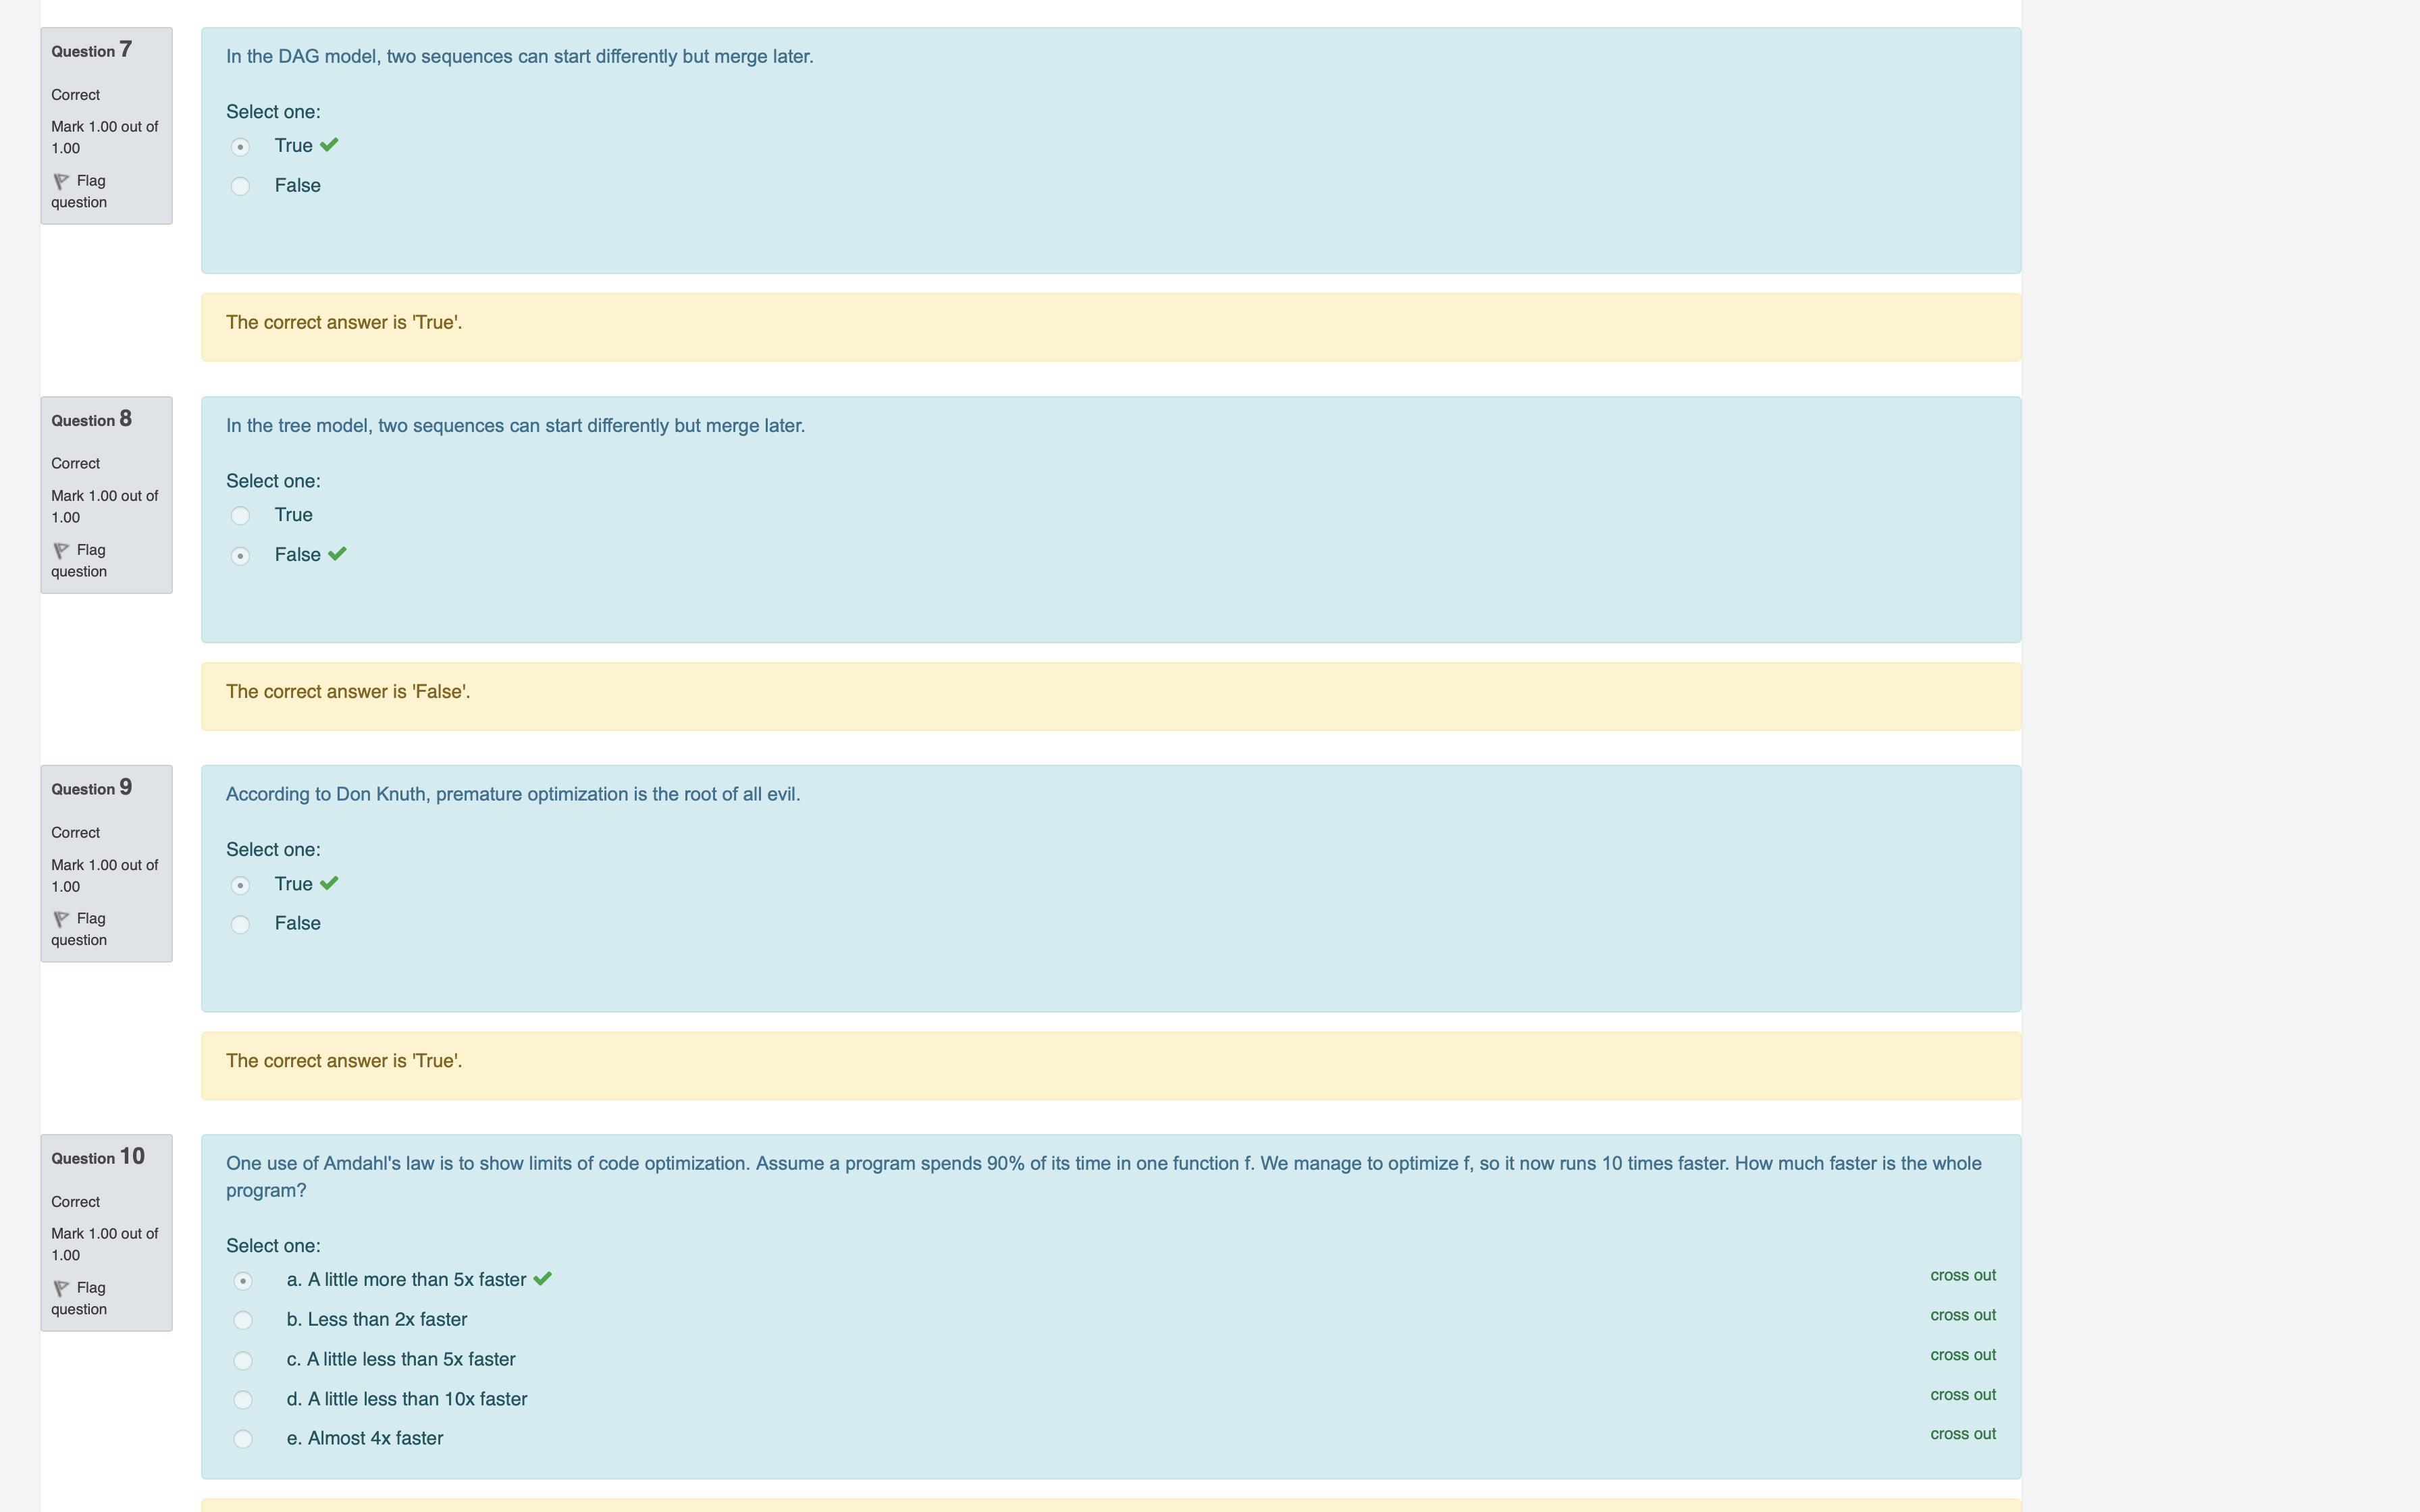 Question 7
Correct
Mark 1.00 out of
1.00
Flag
question
In the DAG model, two sequences can start differently but merge later.
Select one:
True
False
The correct answer is 'True'.
Question 8
Correct
Mark 1.00 out of
1.00
Flag
question
In the tree model, two sequences can start differently but merge later.
Select one:
True
False
The correct answer is 'False'.
Question 9
Correct
Mark 1.00 out of
1.00
Flag
question
According to Don Knuth, premature optimization is the root of all evil.
Select one:
True
False
The correct answer is 'True'.
Question 10
Correct
Mark 1.00 out of
1.00
Flag
question
One use of Amdahl's law is to show limits of code optimization. Assume a program spends 90% of its time in one function f. We manage to optimize f, so it now runs 10 times faster. How much faster is the whole
program?
Select one:
a. A little more than 5x faster
cross out
b. Less than 2x faster
cross out
c. A little less than 5x faster
cross out
d. A little less than 10x faster
cross out
e. Almost 4x faster
cross out